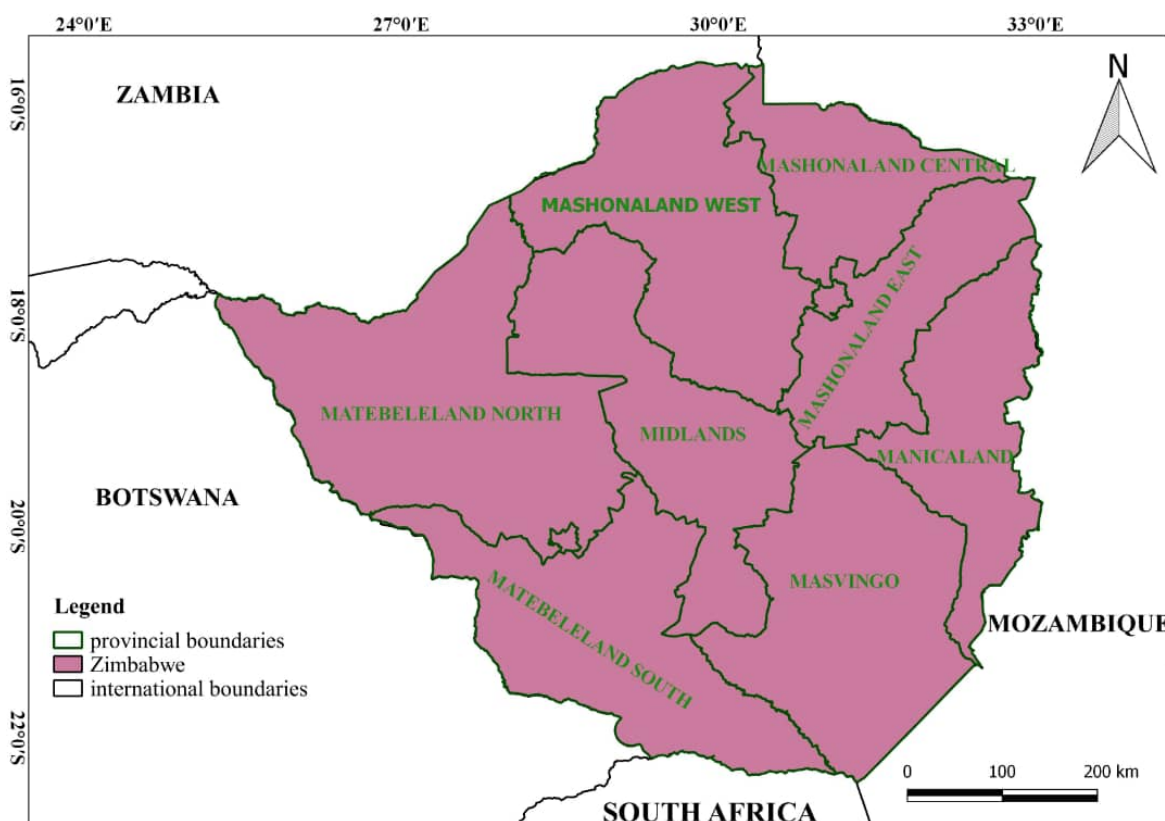 24°0′E 27°0′E 30°0′E 33°0′E
16°0′S
18°0′S
20°0′S
22°0′S
ZAMBIA
N
MASHONALAND CENTRAL
MASHONALAND WEST
MASHONALAND EAST
MATEBELELAND NORTH
MIDLANDS
MANICALAND
BOTSWANA
MASVINGO
MATEBELELAND SOUTH
MOZAMBIQUE
Legend
provincial boundaries
Zimbabwe
international boundaries
0 100 200 km
SOUTH AFRICA